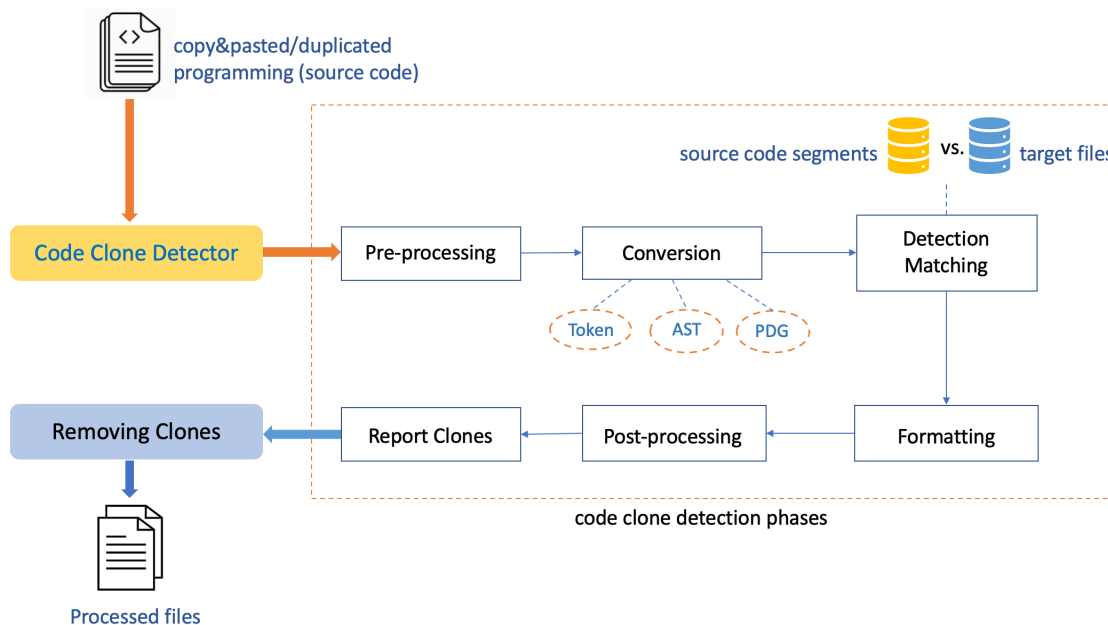 <>
copy&pasted/duplicated
programming (source code)
source code segments
vs.
target files
Code Clone Detector
Pre-processing
Conversion
Detection
Matching
Token
AST
PDG
Removing Clones
Report Clones
Post-processing
Formatting
code clone detection phases
Processed files